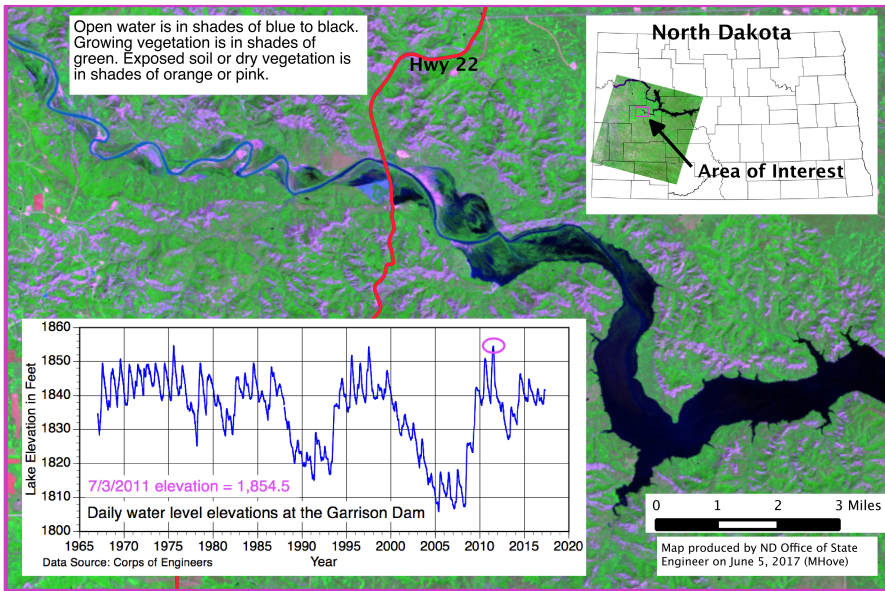 Open water is in shades of blue to black.
Growing vegetation is in shades of
green. Exposed soil or dry vegetation is
in shades of orange or pink.
Hwy 22
North Dakota
Area of Interest
1860
1850
1840
1830
1820
1810
1800
Lake Elevation in Feet
7/3/2011 elevation = 1,854.5
Daily water level elevations at the Garrison Dam
1965 1970 1975 1980 1985 1990 1995 2000 2005 2010 2015 2020
Data Source: Corps of Engineers
Year
0 1 2 3 Miles
Map produced by ND Office of State
Engineer on June 5, 2017 (MHove)